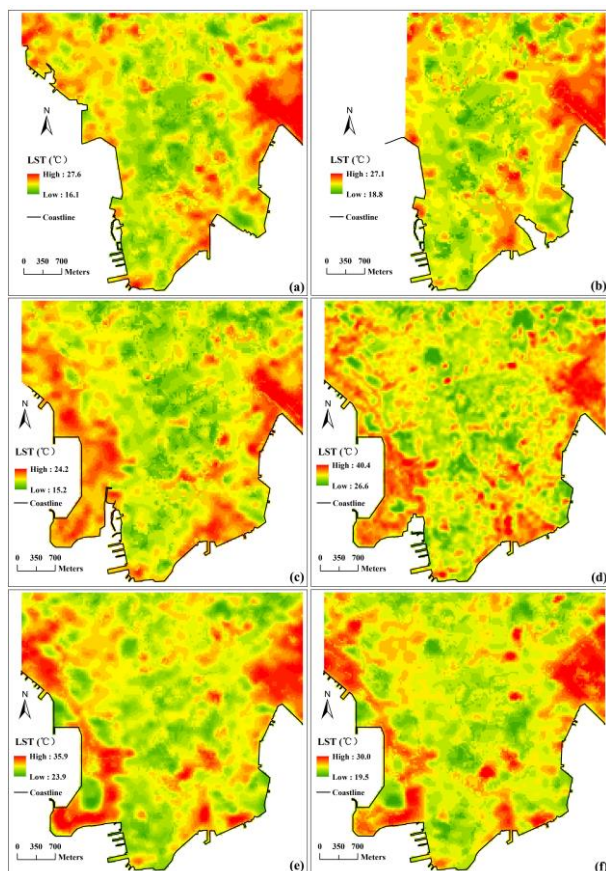 N
LST (℃)
High : 27.6
Low : 16.1
Coastline
0 350 700
Meters
(a)
N
LST (℃)
High : 27.1
Low : 18.8
Coastline
0 350 700
Meters
(b)
N
LST (℃)
High : 24.2
Low : 15.2
Coastline
0 350 700
Meters
(c)
N
LST (℃)
High : 40.4
Low : 26.6
Coastline
0 350 700
Meters
(d)
N
LST (℃)
High : 35.9
Low : 23.9
Coastline
0 350 700
Meters
(e)
N
LST (℃)
High : 30.0
Low : 19.5
Coastline
0 350 700
Meters
(f)